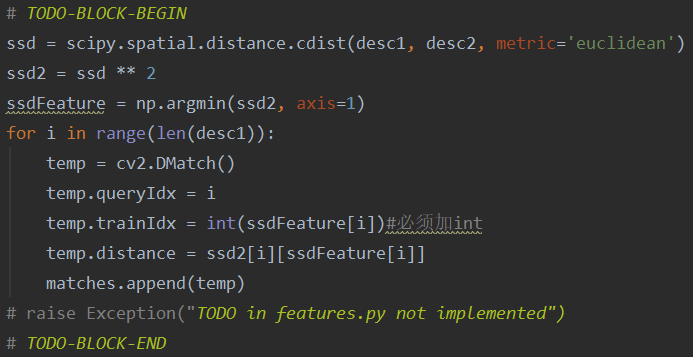 # TODO-BLOCK-BEGIN
ssd = scipy.spatial.distance.cdist(desc1, desc2, metric='euclidean')
ssd2 = ssd ** 2
ssdFeature = np.argmin(ssd2, axis=1)
for i in range(len(desc1)):
    temp = cv2.DMatch()
    temp.queryIdx = i
    temp.trainIdx = int(ssdFeature[i])#必须加int
    temp.distance = ssd2[i][ssdFeature[i]]
    matches.append(temp)
# raise Exception("TODO in features.py not implemented")
# TODO-BLOCK-END